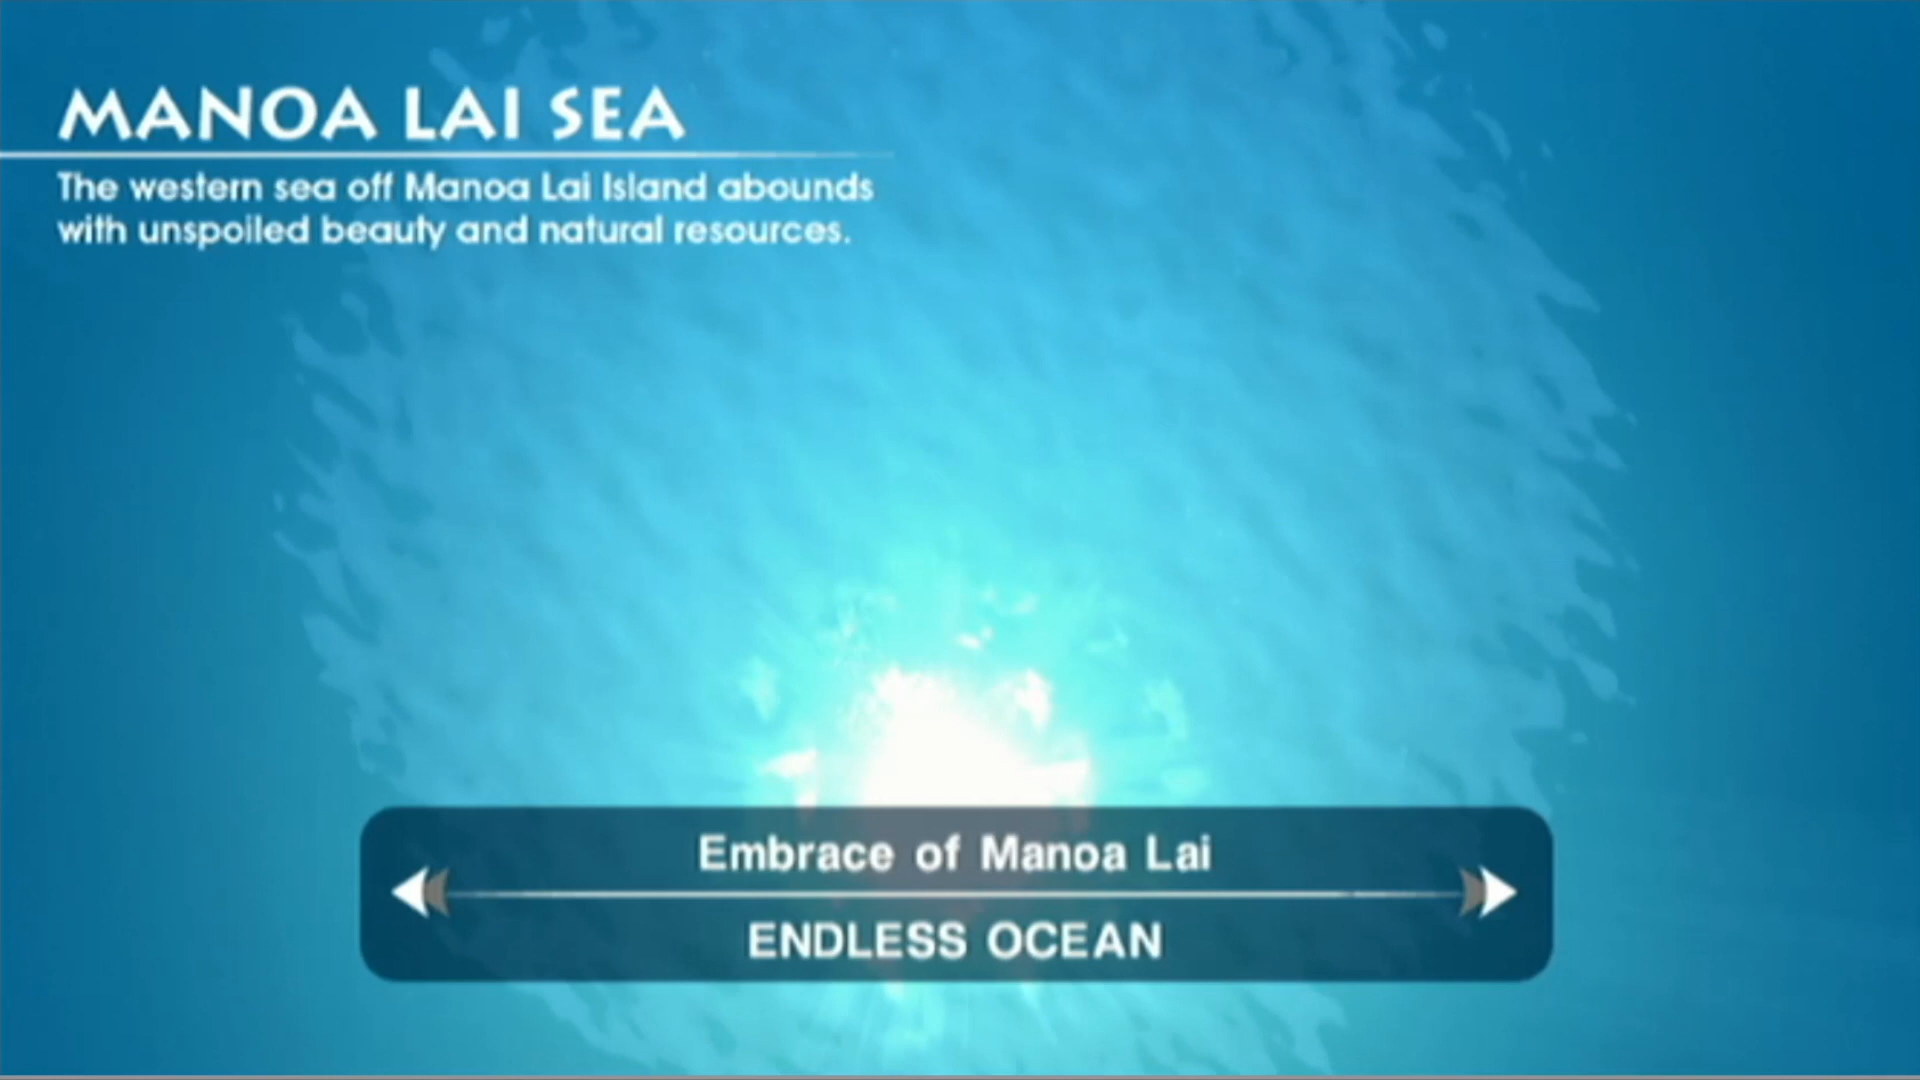 MANOA LAI SEA
The western sea off Manoa Lai Island abounds
with unspoiled beauty and natural resources.
Embrace of Manoa Lai
ENDLESS OCEAN